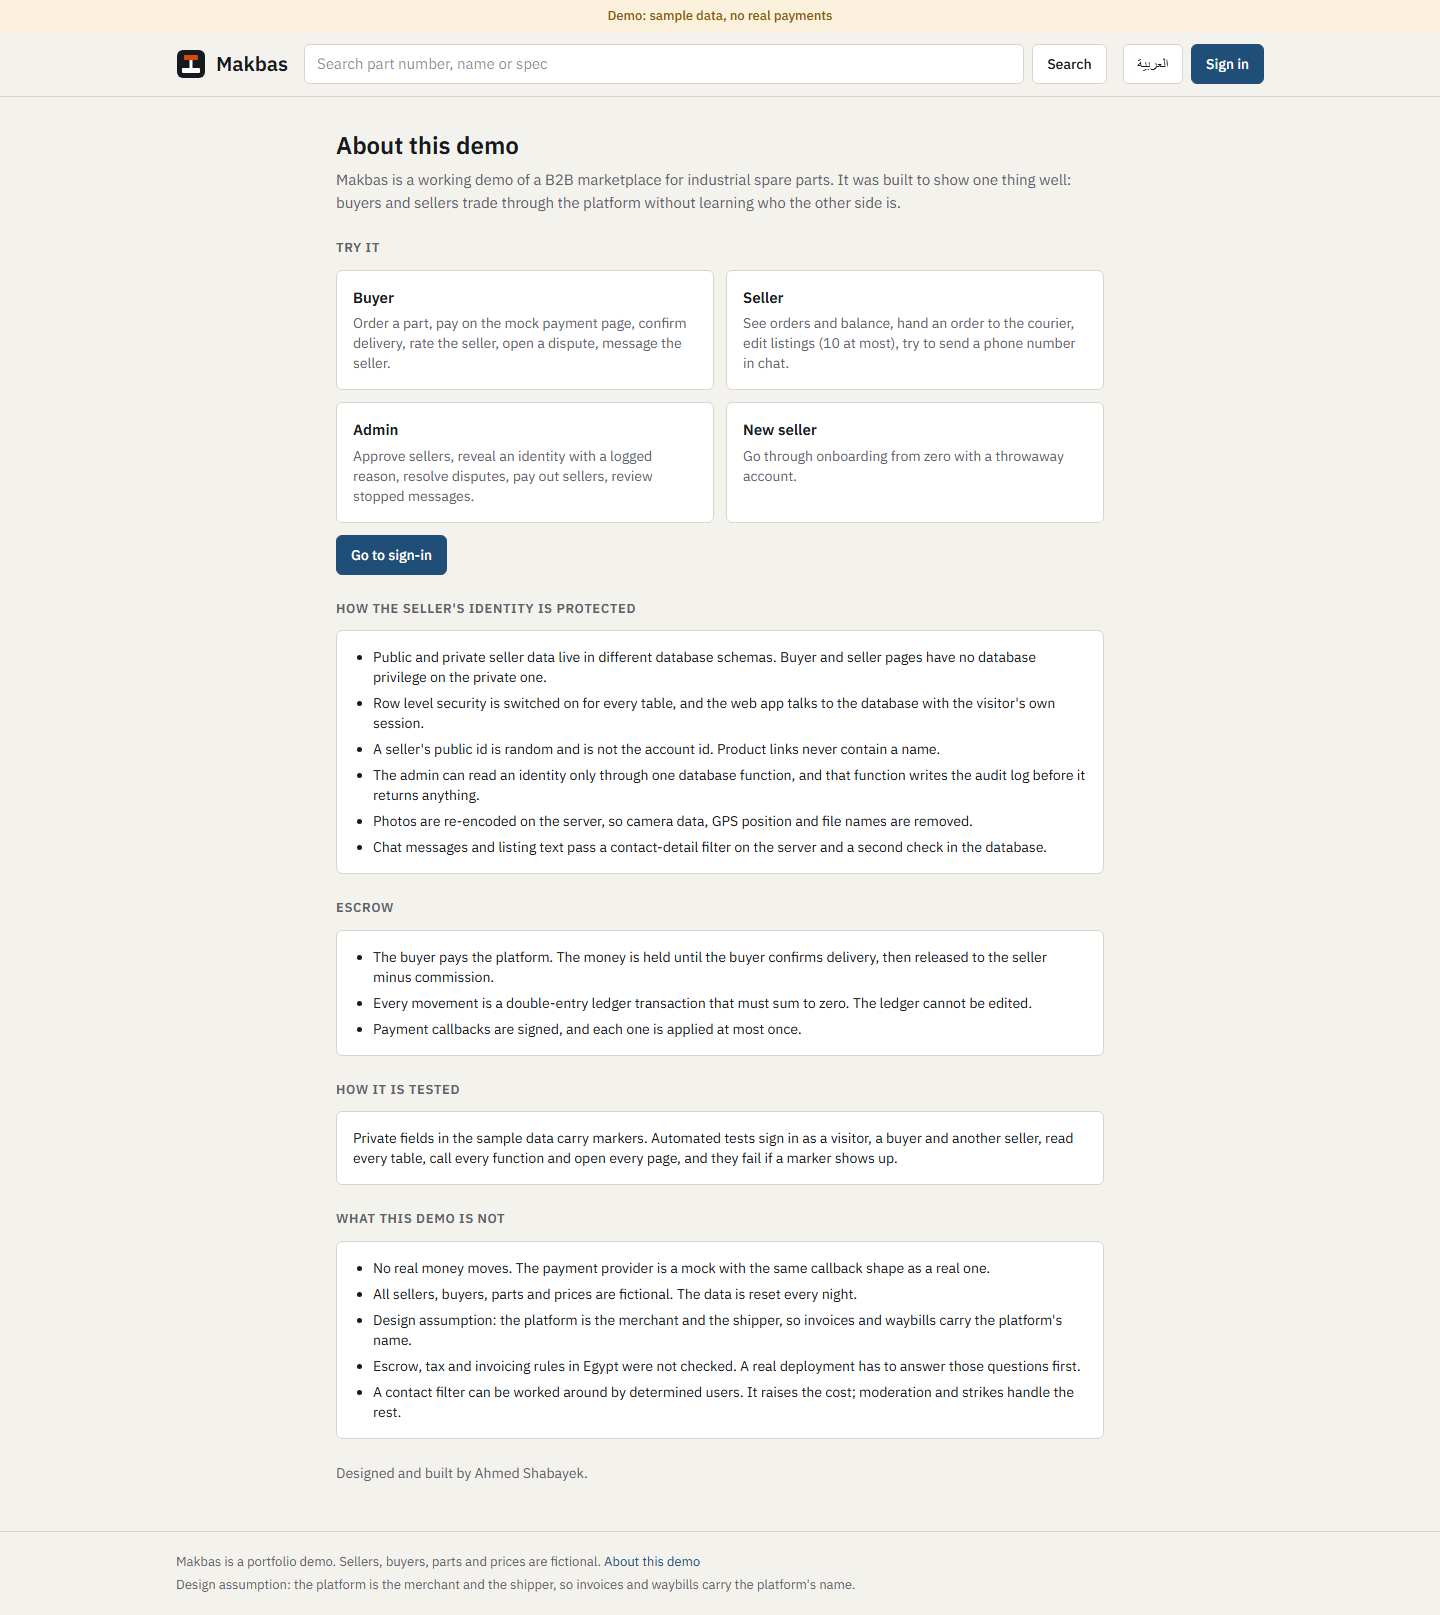 Demo: sample data, no real payments
Makbas
Search part number, name or spec
Search
العربية
Sign in
About this demo
Makbas is a working demo of a B2B marketplace for industrial spare parts. It was built to show one thing well:
buyers and sellers trade through the platform without learning who the other side is.
TRY IT
Buyer
Order a part, pay on the mock payment page, confirm
delivery, rate the seller, open a dispute, message the
seller.
Seller
See orders and balance, hand an order to the courier,
edit listings (10 at most), try to send a phone number
in chat.
Admin
Approve sellers, reveal an identity with a logged
reason, resolve disputes, pay out sellers, review
stopped messages.
New seller
Go through onboarding from zero with a throwaway
account.
Go to sign-in
HOW THE SELLER'S IDENTITY IS PROTECTED
• Public and private seller data live in different database schemas. Buyer and seller pages have no database
privilege on the private one.
• Row level security is switched on for every table, and the web app talks to the database with the visitor's own
session.
• A seller's public id is random and is not the account id. Product links never contain a name.
• The admin can read an identity only through one database function, and that function writes the audit log before it
returns anything.
• Photos are re-encoded on the server, so camera data, GPS position and file names are removed.
• Chat messages and listing text pass a contact-detail filter on the server and a second check in the database.
ESCROW
• The buyer pays the platform. The money is held until the buyer confirms delivery, then released to the seller
minus commission.
• Every movement is a double-entry ledger transaction that must sum to zero. The ledger cannot be edited.
• Payment callbacks are signed, and each one is applied at most once.
HOW IT IS TESTED
Private fields in the sample data carry markers. Automated tests sign in as a visitor, a buyer and another seller, read
every table, call every function and open every page, and they fail if a marker shows up.
WHAT THIS DEMO IS NOT
• No real money moves. The payment provider is a mock with the same callback shape as a real one.
• All sellers, buyers, parts and prices are fictional. The data is reset every night.
• Design assumption: the platform is the merchant and the shipper, so invoices and waybills carry the platform's
name.
• Escrow, tax and invoicing rules in Egypt were not checked. A real deployment has to answer those questions first.
• A contact filter can be worked around by determined users. It raises the cost; moderation and strikes handle the
rest.
Designed and built by Ahmed Shabayek.
Makbas is a portfolio demo. Sellers, buyers, parts and prices are fictional. About this demo
Design assumption: the platform is the merchant and the shipper, so invoices and waybills carry the platform's name.